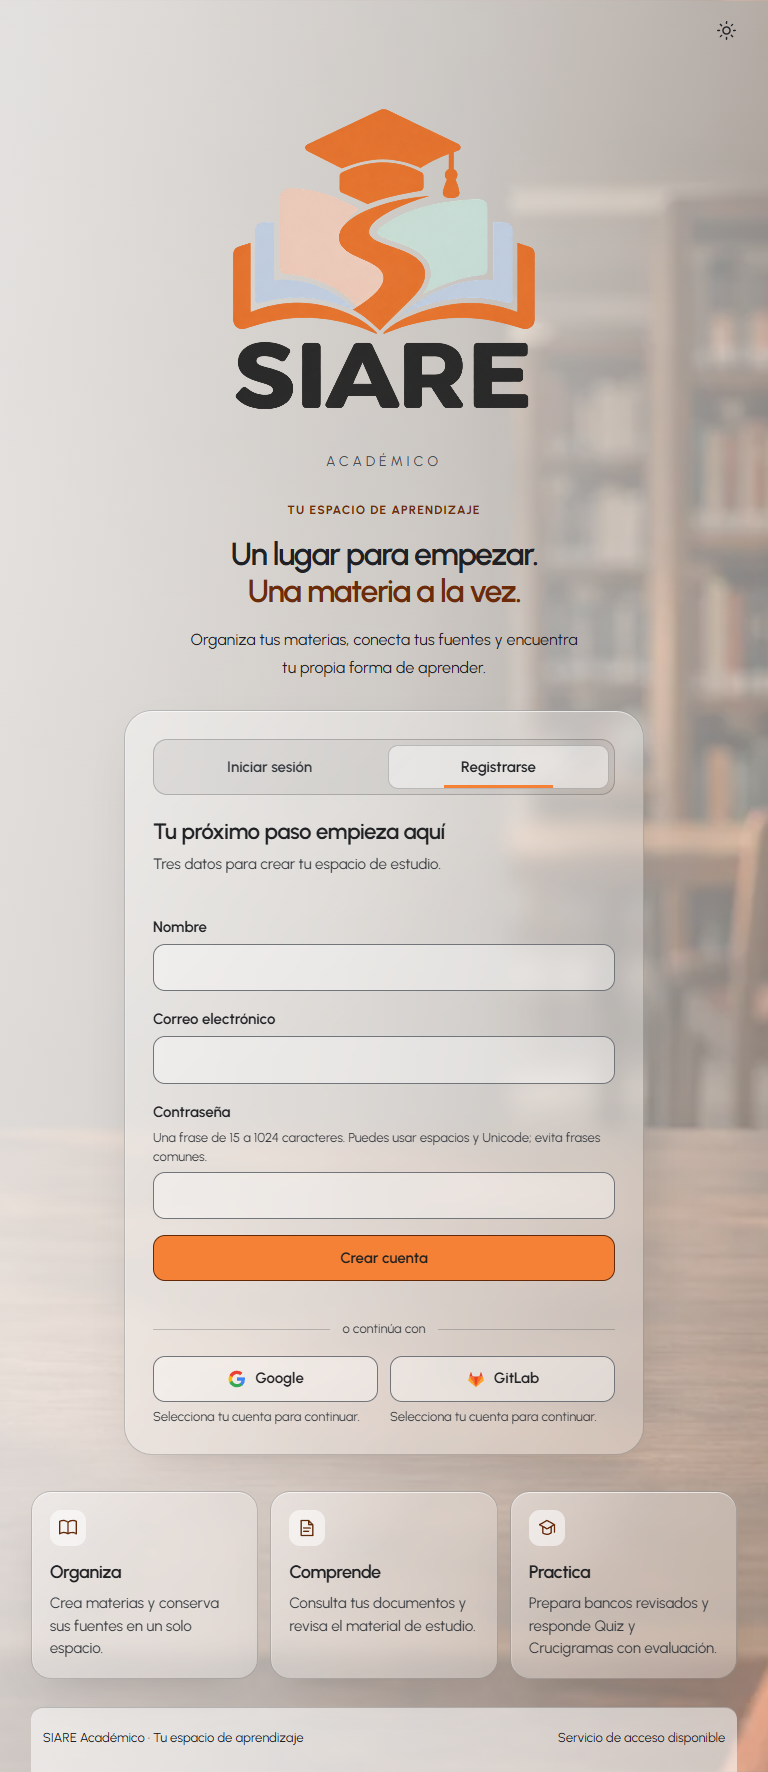 SIARE
ACADÉMICO
TU ESPACIO DE APRENDIZAJE
Un lugar para empezar.
Una materia a la vez.
Organiza tus materias, conecta tus fuentes y encuentra
tu propia forma de aprender.
Iniciar sesión
Registrarse
Tu próximo paso empieza aquí
Tres datos para crear tu espacio de estudio.
Nombre
Correo electrónico
Contraseña
Una frase de 15 a 1024 caracteres. Puedes usar espacios y Unicode; evita frases
comunes.
Crear cuenta
o continúa con
Google
GitLab
Selecciona tu cuenta para continuar.
Selecciona tu cuenta para continuar.
Organiza
Crea materias y conserva
sus fuentes en un solo
espacio.
Comprende
Consulta tus documentos y
revisa el material de estudio.
Practica
Prepara bancos revisados y
responde Quiz y
Crucigramas con evaluación.
SIARE Académico · Tu espacio de aprendizaje
Servicio de acceso disponible